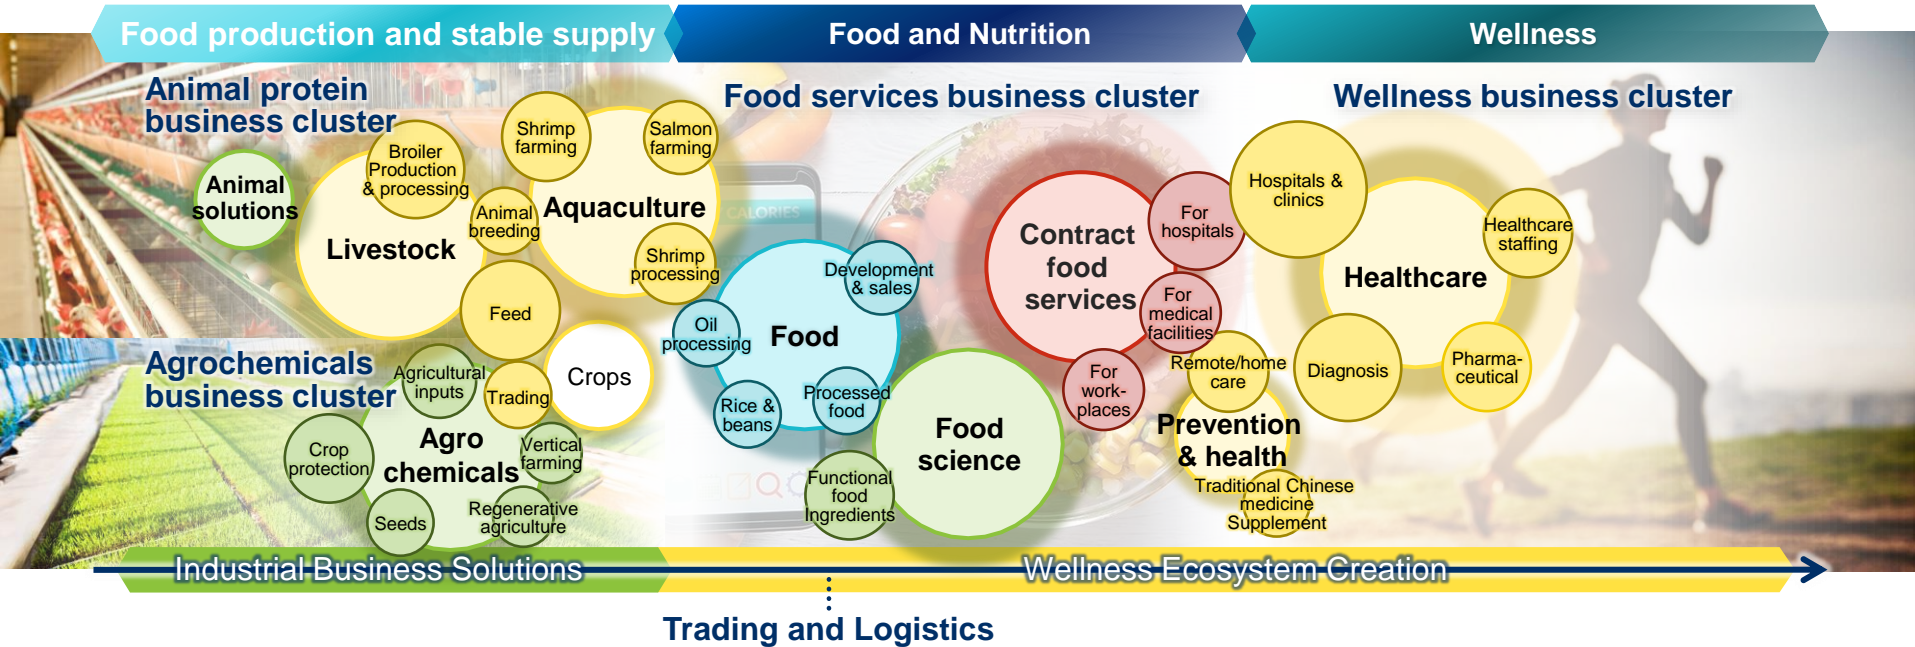 Food production and stable supply
Food and Nutrition
Wellness
Animal protein
business cluster
Food services business cluster
Wellness business cluster
Animal
solutions
Broiler
Production
& processing
Livestock
Animal
breeding
Shrimp
farming
Salmon
farming
Aquaculture
Shrimp
processing
Feed
Agrochemicals
business cluster
Agricultural
inputs
Trading
Crops
Crop
protection
Agro
chemicals
Vertical
farming
Seeds
Regenerative
agriculture
CALORIES
Oil
processing
Food
Development
& sales
Rice &
beans
Processed
food
Functional
food
Ingredients
Food
science
Contract
food
services
For
hospitals
For
medical
facilities
For
work-
places
Hospitals &
clinics
Healthcare
staffing
Healthcare
Diagnosis
Pharma-
ceutical
Remote/home
care
Prevention
& health
Traditional Chinese
medicine
Supplement
Industrial Business Solutions
Wellness Ecosystem Creation
Trading and Logistics